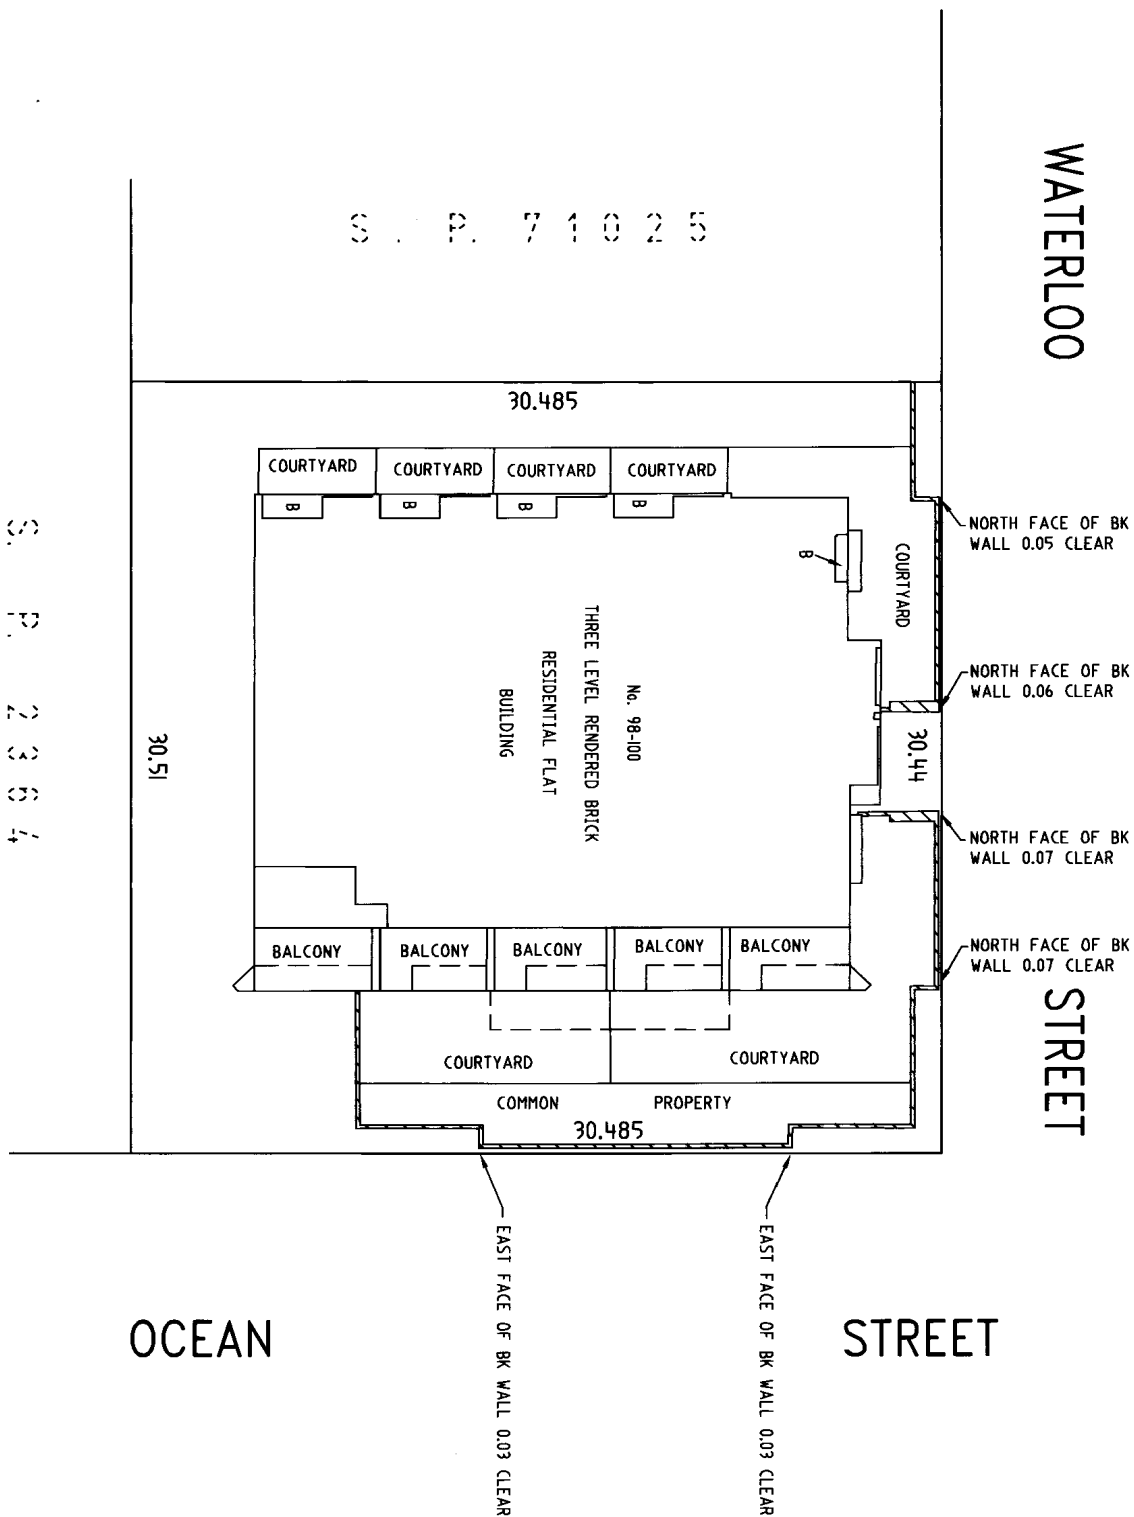 WATERLOO
S. P. 71025
30.485
COURTYARD
COURTYARD
COURTYARD
COURTYARD
B
B
B
B
B
COURTYARD
NORTH FACE OF BK
WALL 0.05 CLEAR
NORTH FACE OF BK
WALL 0.06 CLEAR
30.44
NORTH FACE OF BK
WALL 0.07 CLEAR
NORTH FACE OF BK
WALL 0.07 CLEAR
STREET
No. 98-100
THREE LEVEL RENDERED BRICK
RESIDENTIAL FLAT
BUILDING
30.51
S. P. 2364
BALCONY
BALCONY
BALCONY
BALCONY
BALCONY
COURTYARD
COURTYARD
COMMON PROPERTY
30.485
EAST FACE OF BK WALL 0.03 CLEAR
EAST FACE OF BK WALL 0.03 CLEAR
OCEAN STREET